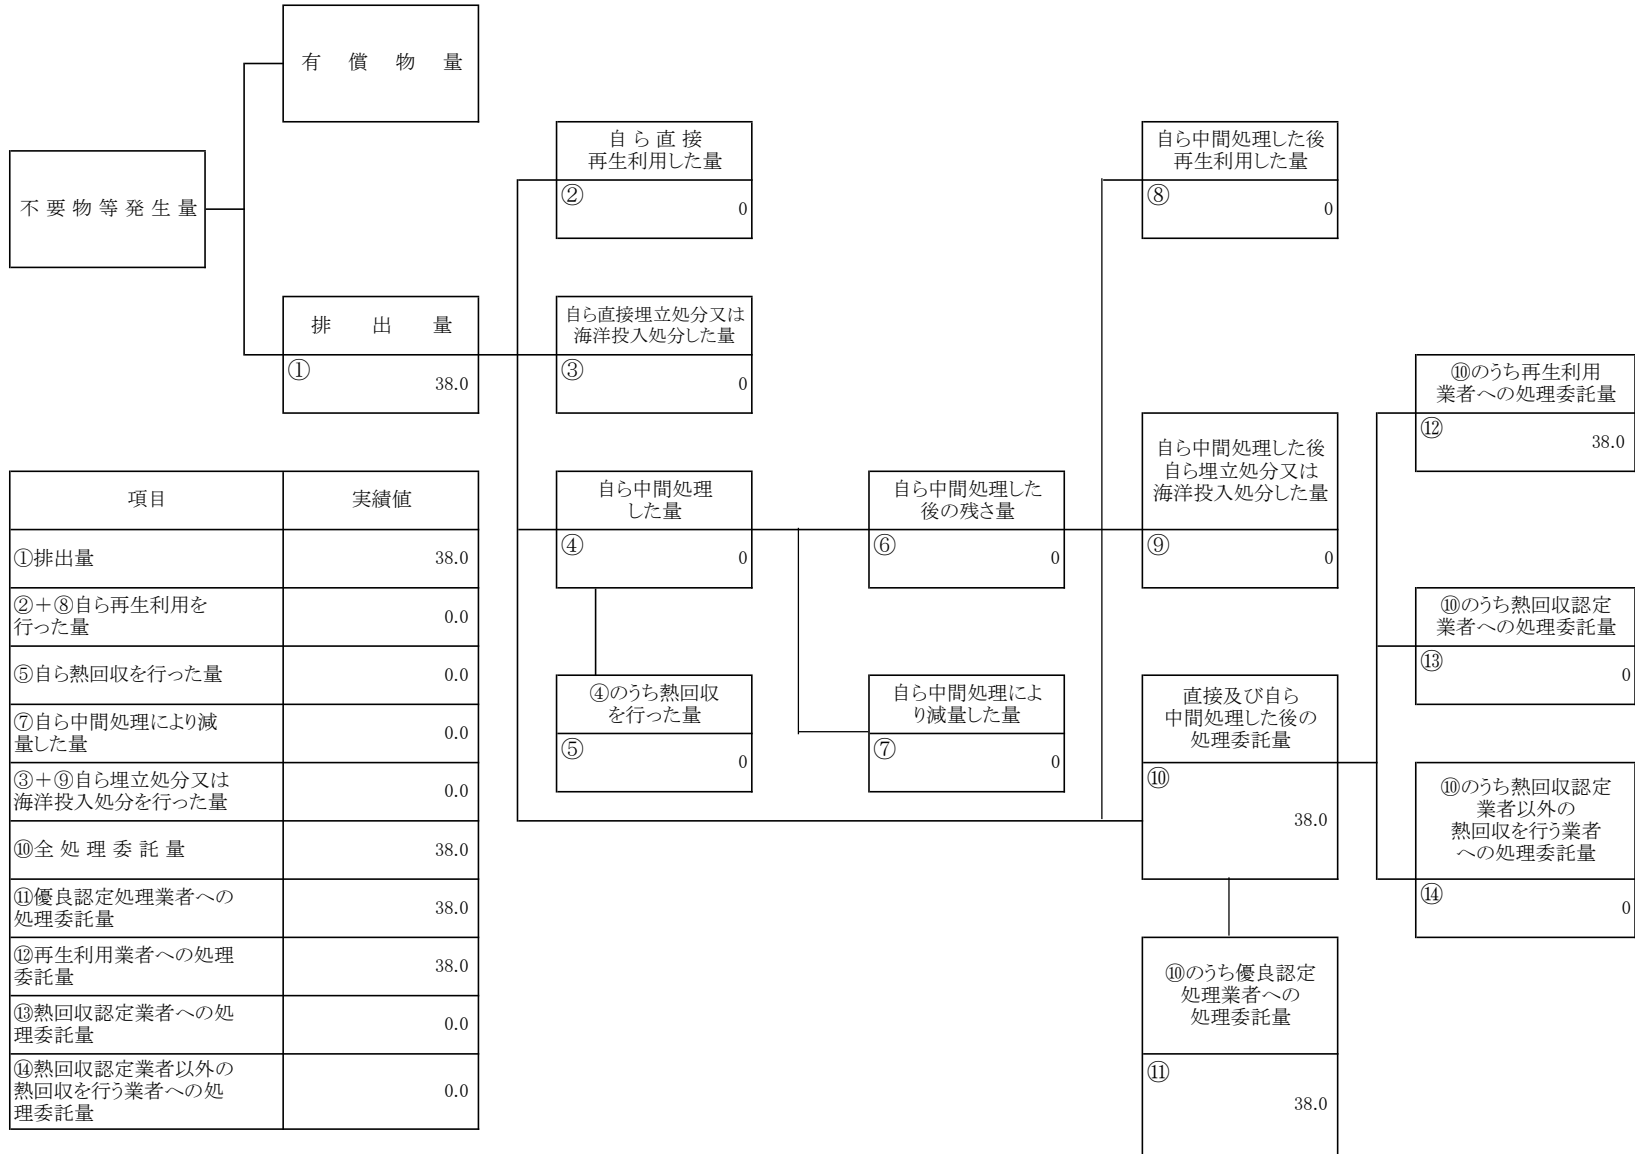 有 償 物 量
不 要 物 等 発 生 量
排 出 量
①
38.0
自 ら 直 接
再生利用した量
②
0
自ら直接埋立処分又は
海洋投入処分した量
③
0
自ら中間処理
した量
④
0
④のうち熱回収
を行った量
⑤
0
自ら中間処理した
後の残さ量
⑥
0
自ら中間処理によ
り減量した量
⑦
0
自ら中間処理した後
再生利用した量
⑧
0
自ら中間処理した後
自ら埋立処分又は
海洋投入処分した量
⑨
0
直接及び自ら
中間処理した後の
処理委託量
⑩
38.0
⑩のうち優良認定
処理業者への
処理委託量
⑪
38.0
⑩のうち再生利用
業者への処理委託量
⑫
38.0
⑩のうち熱回収認定
業者への処理委託量
⑬
0
⑩のうち熱回収認定
業者以外の
熱回収を行う業者
への処理委託量
⑭
0
項目 実績値
①排出量 38.0
②＋⑧自ら再生利用を
行った量 0.0
⑤自ら熱回収を行った量 0.0
⑦自ら中間処理により減
量した量 0.0
③＋⑨自ら埋立処分又は
海洋投入処分を行った量 0.0
⑩全 処 理 委 託 量 38.0
⑪優良認定処理業者への
処理委託量 38.0
⑫再生利用業者への処理
委託量 38.0
⑬熱回収認定業者への処
理委託量 0.0
⑭熱回収認定業者以外の
熱回収を行う業者への処
理委託量 0.0